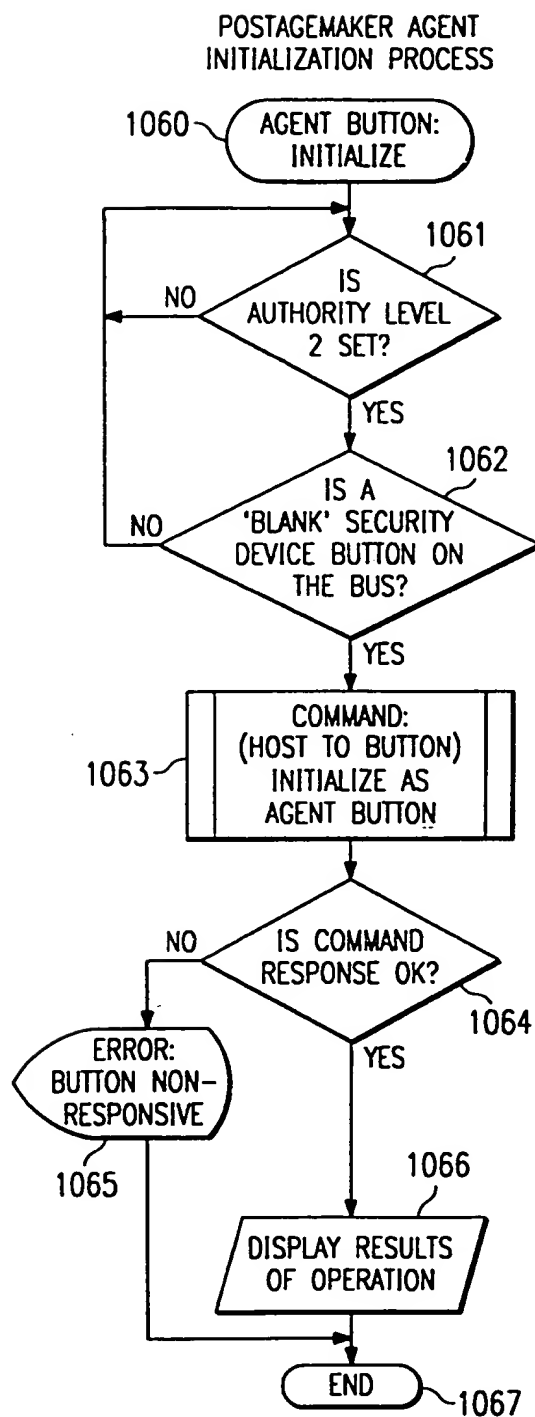 POSTAGEMAKER AGENT
INITIALIZATION PROCESS
1060
AGENT BUTTON:
INITIALIZE
1061
IS
AUTHORITY LEVEL
2 SET?
NO
YES
1062
IS A
'BLANK' SECURITY
DEVICE BUTTON ON
THE BUS?
NO
YES
1063
COMMAND:
(HOST TO BUTTON)
INITIALIZE AS
AGENT BUTTON
IS COMMAND
RESPONSE OK?
NO
1064
YES
ERROR:
BUTTON NON-
RESPONSIVE
1065
1066
DISPLAY RESULTS
OF OPERATION
END
1067